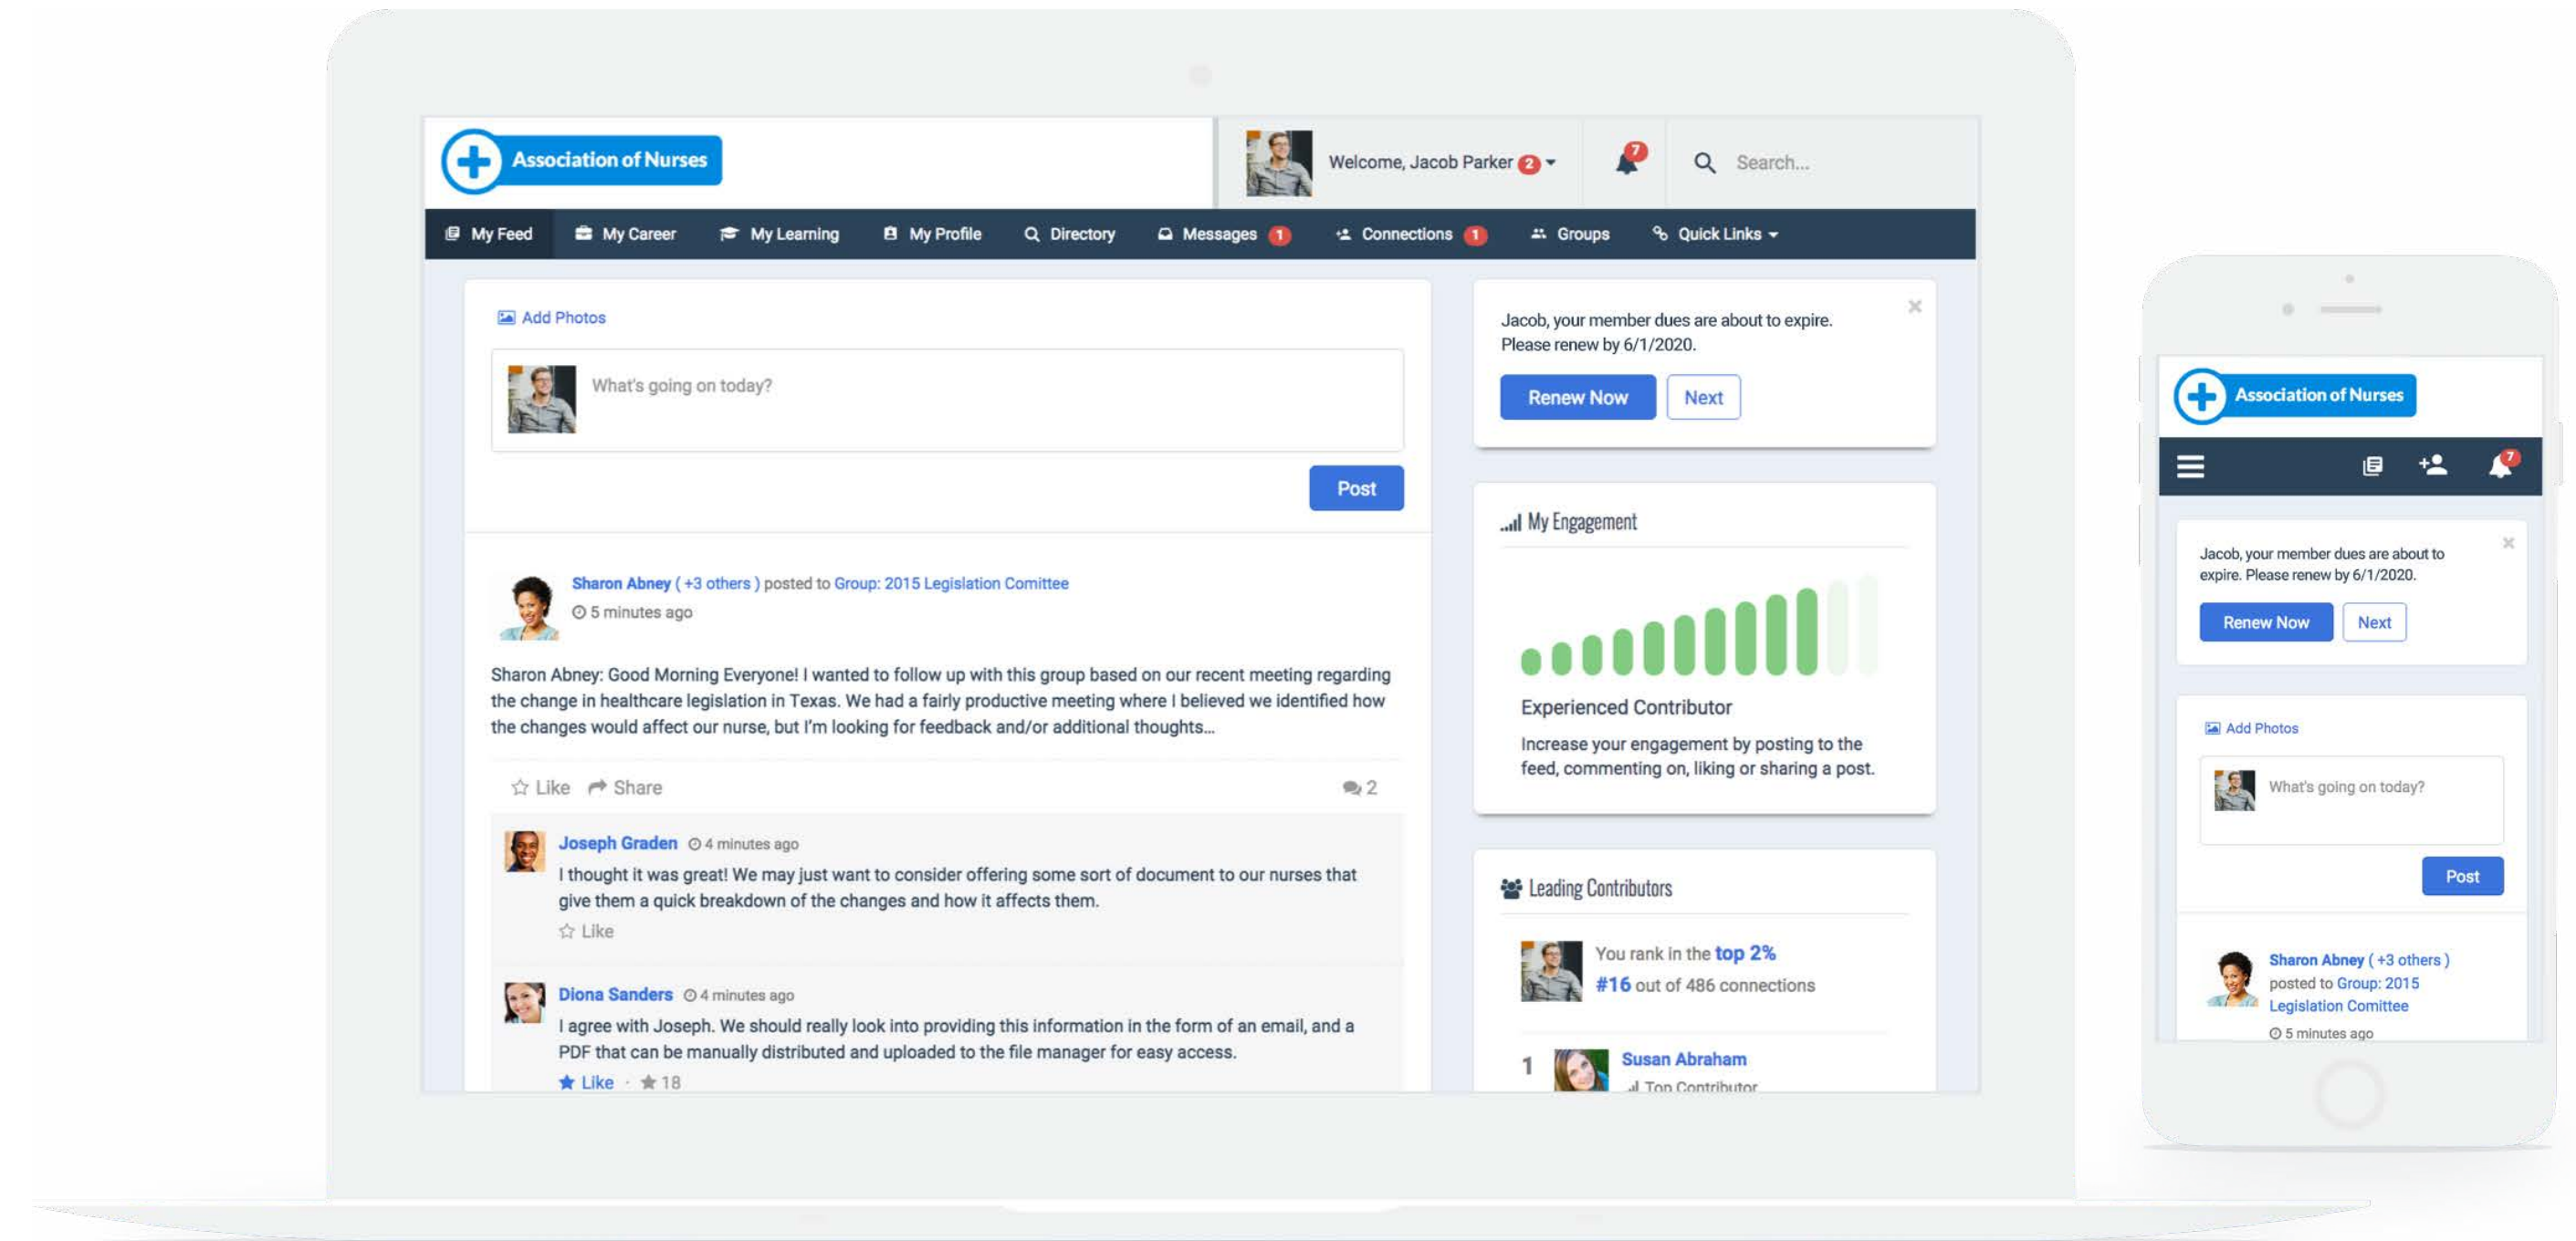 Association of Nurses
Welcome, Jacob Parker 2
7
Search...
My Feed
My Career
My Learning
My Profile
Directory
Messages 1
Connections 1
Groups
Quick Links
Add Photos
What's going on today?
Post
Sharon Abney ( +3 others ) posted to Group: 2015 Legislation Comittee
5 minutes ago
Sharon Abney: Good Morning Everyone! I wanted to follow up with this group based on our recent meeting regarding
the change in healthcare legislation in Texas. We had a fairly productive meeting where I believed we identified how
the changes would affect our nurse, but I'm looking for feedback and/or additional thoughts...
Like Share 2
Joseph Graden 4 minutes ago
I thought it was great! We may just want to consider offering some sort of document to our nurses that
give them a quick breakdown of the changes and how it affects them.
Like
Diona Sanders 4 minutes ago
I agree with Joseph. We should really look into providing this information in the form of an email, and a
PDF that can be manually distributed and uploaded to the file manager for easy access.
Like · 18
Jacob, your member dues are about to expire.
Please renew by 6/1/2020.
Renew Now Next
My Engagement
Experienced Contributor
Increase your engagement by posting to the
feed, commenting on, liking or sharing a post.
Leading Contributors
You rank in the top 2%
#16 out of 486 connections
1 Susan Abraham
Top Contributor
Association of Nurses
7
Jacob, your member dues are about to
expire. Please renew by 6/1/2020.
Renew Now Next
Add Photos
What's going on today?
Post
Sharon Abney ( +3 others )
posted to Group: 2015
Legislation Comittee
5 minutes ago